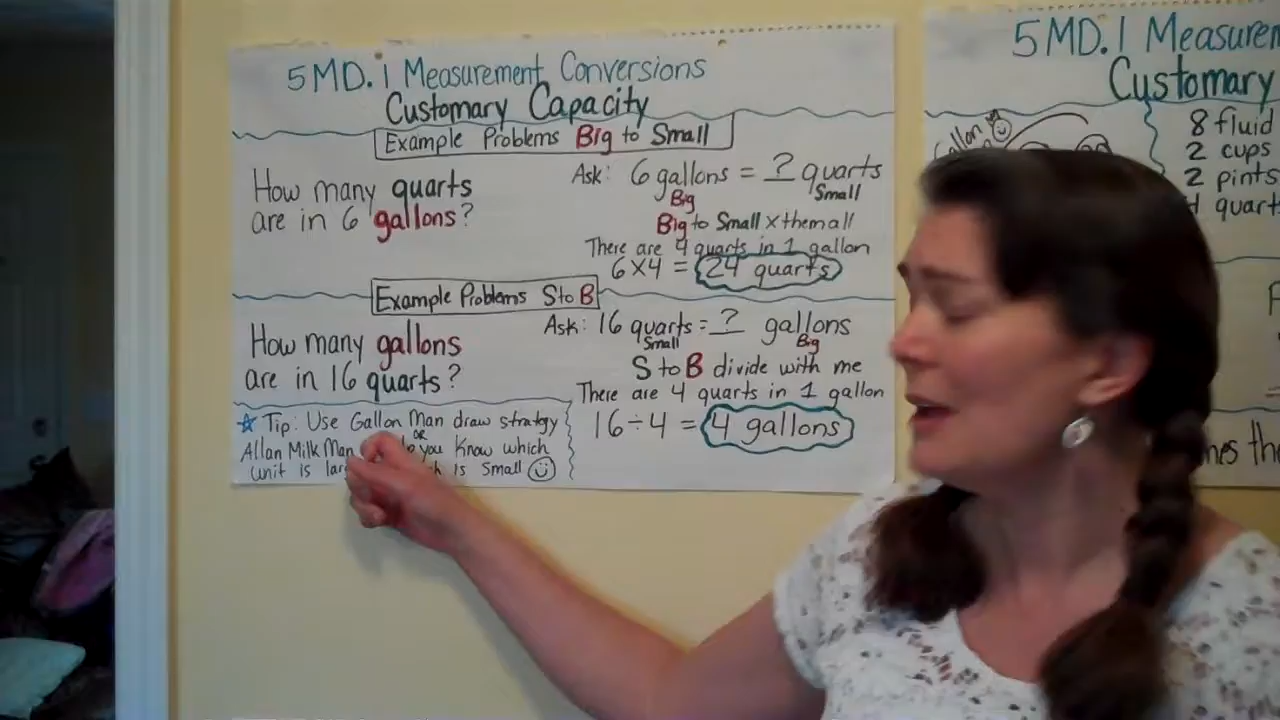 5MD.1 Measurement Conversions
Customary Capacity
Example Problems Big to Small
How many quarts
are in 6 gallons?
Ask: 6 gallons = ? quarts
Big Small
Big to Small x them all
There are 4 quarts in 1 gallon
6x4 = 24 quarts
Example Problems S to B
How many gallons
are in 16 quarts?
Ask: 16 quarts = ? gallons
Small Big
S to B divide with me
There are 4 quarts in 1 gallon
16÷4 = 4 gallons
Tip: Use Gallon Man draw strategy
OR
Allan Milk Man you know which
unit is is small
5MD.1 Measurem
Customary
Gallon
8 fluid
2 cups
2 pints
4 quart